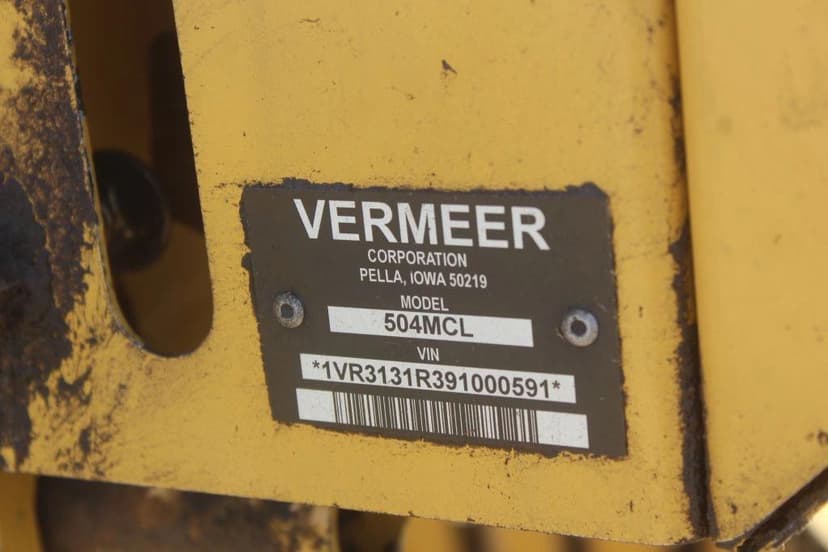 VERMEER
CORPORATION
PELLA, IOWA 50219
MODEL
504MCL
VIN
*1VR3131R391000591*